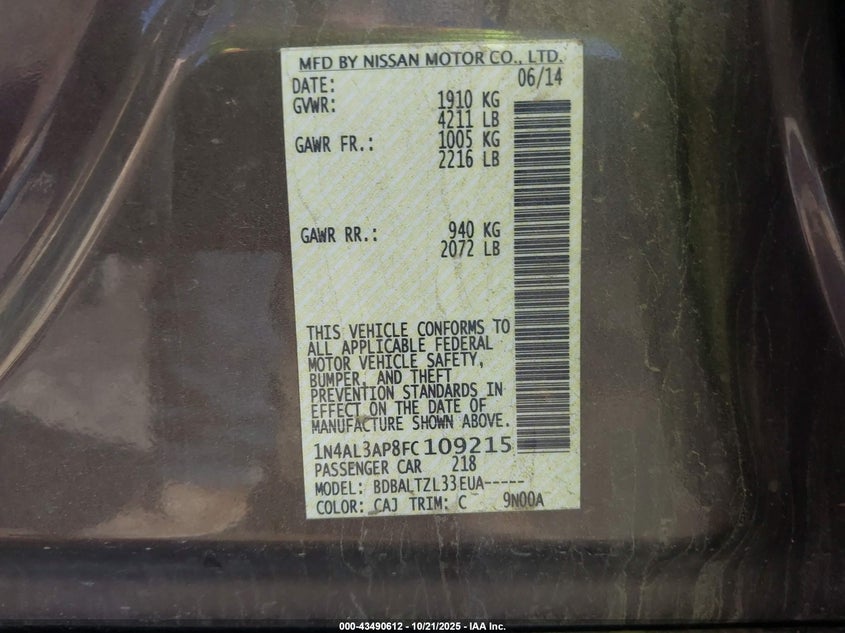 MFD BY NISSAN MOTOR CO., LTD.
DATE: 06/14
GVWR: 1910 KG
4211 LB
GAWR FR.: 1005 KG
2216 LB
GAWR RR.: 940 KG
2072 LB
THIS VEHICLE CONFORMS TO
ALL APPLICABLE FEDERAL
MOTOR VEHICLE SAFETY,
BUMPER, AND THEFT
PREVENTION STANDARDS IN
EFFECT ON THE DATE OF
MANUFACTURE SHOWN ABOVE.
1N4AL3AP8FC109215
PASSENGER CAR 218
MODEL: BDBALTZL33EUA-----
COLOR: CAJ TRIM: C 9N00A
000-43490612 - 10/21/2025 - IAA Inc.